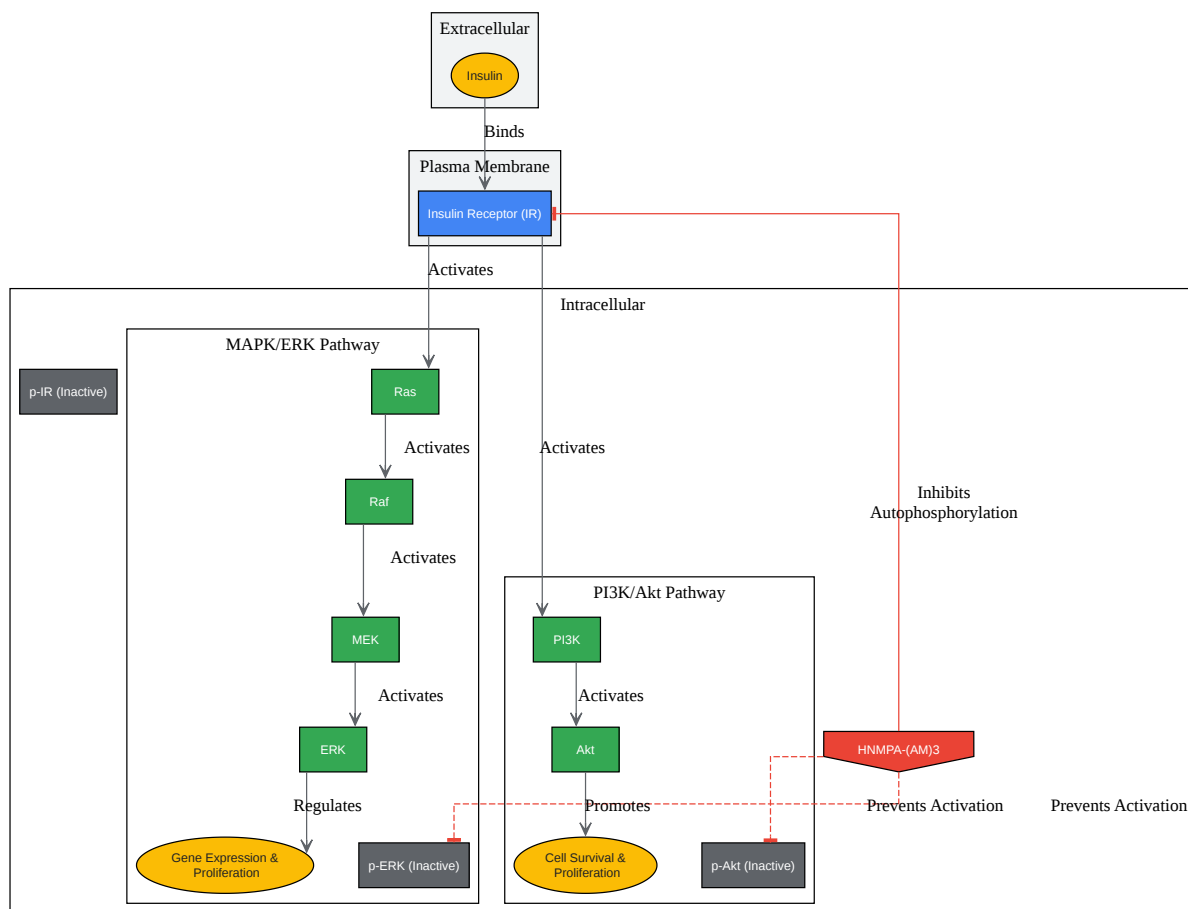 Extracellular
Insulin
Binds
Plasma Membrane
Insulin Receptor (IR)
Activates
Intracellular
MAPK/ERK Pathway
p-IR (Inactive)
Ras
Activates
Activates
Raf
Inhibits
Autophosphorylation
Activates
PI3K/Akt Pathway
MEK
PI3K
Activates
Activates
ERK
Akt
HNMPA-(AM)3
Regulates
Promotes
Prevents Activation
Prevents Activation
Gene Expression &
Proliferation
p-ERK (Inactive)
Cell Survival &
Proliferation
p-Akt (Inactive)